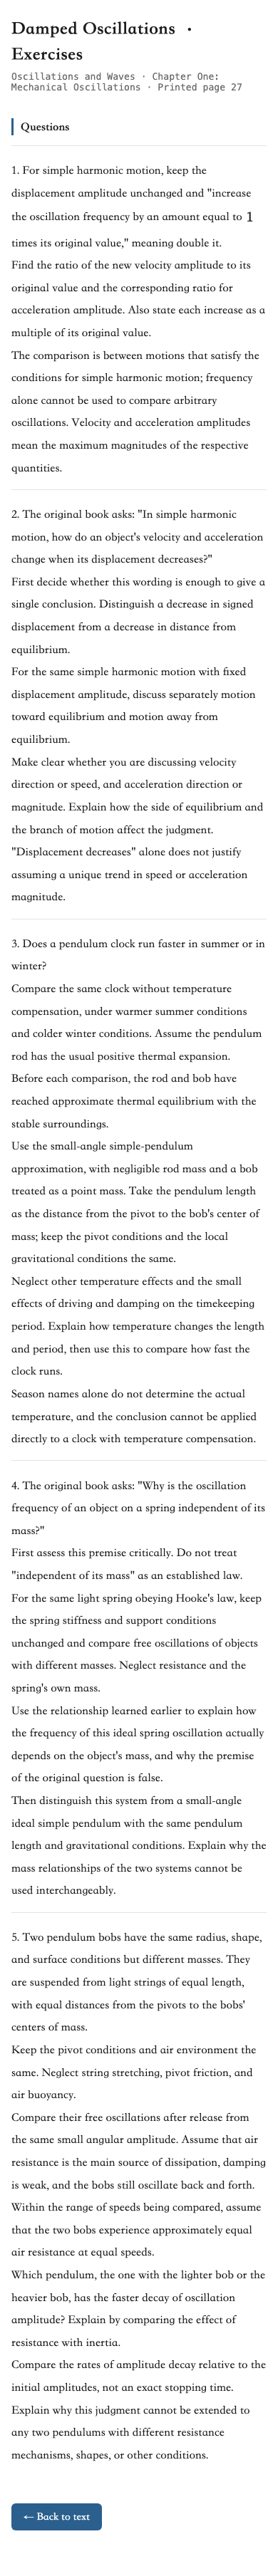 Damped Oscillations ·
Exercises
Oscillations and Waves · Chapter One:
Mechanical Oscillations · Printed page 27
Questions
1. For simple harmonic motion, keep the
displacement amplitude unchanged and "increase
the oscillation frequency by an amount equal to 1
times its original value," meaning double it.
Find the ratio of the new velocity amplitude to its
original value and the corresponding ratio for
acceleration amplitude. Also state each increase as a
multiple of its original value.
The comparison is between motions that satisfy the
conditions for simple harmonic motion; frequency
alone cannot be used to compare arbitrary
oscillations. Velocity and acceleration amplitudes
mean the maximum magnitudes of the respective
quantities.
2. The original book asks: "In simple harmonic
motion, how do an object's velocity and acceleration
change when its displacement decreases?"
First decide whether this wording is enough to give a
single conclusion. Distinguish a decrease in signed
displacement from a decrease in distance from
equilibrium.
For the same simple harmonic motion with fixed
displacement amplitude, discuss separately motion
toward equilibrium and motion away from
equilibrium.
Make clear whether you are discussing velocity
direction or speed, and acceleration direction or
magnitude. Explain how the side of equilibrium and
the branch of motion affect the judgment.
"Displacement decreases" alone does not justify
assuming a unique trend in speed or acceleration
magnitude.
3. Does a pendulum clock run faster in summer or in
winter?
Compare the same clock without temperature
compensation, under warmer summer conditions
and colder winter conditions. Assume the pendulum
rod has the usual positive thermal expansion.
Before each comparison, the rod and bob have
reached approximate thermal equilibrium with the
stable surroundings.
Use the small-angle simple-pendulum
approximation, with negligible rod mass and a bob
treated as a point mass. Take the pendulum length
as the distance from the pivot to the bob's center of
mass; keep the pivot conditions and the local
gravitational conditions the same.
Neglect other temperature effects and the small
effects of driving and damping on the timekeeping
period. Explain how temperature changes the length
and period, then use this to compare how fast the
clock runs.
Season names alone do not determine the actual
temperature, and the conclusion cannot be applied
directly to a clock with temperature compensation.
4. The original book asks: "Why is the oscillation
frequency of an object on a spring independent of its
mass?"
First assess this premise critically. Do not treat
"independent of its mass" as an established law.
For the same light spring obeying Hooke's law, keep
the spring stiffness and support conditions
unchanged and compare free oscillations of objects
with different masses. Neglect resistance and the
spring's own mass.
Use the relationship learned earlier to explain how
the frequency of this ideal spring oscillation actually
depends on the object's mass, and why the premise
of the original question is false.
Then distinguish this system from a small-angle
ideal simple pendulum with the same pendulum
length and gravitational conditions. Explain why the
mass relationships of the two systems cannot be
used interchangeably.
5. Two pendulum bobs have the same radius, shape,
and surface conditions but different masses. They
are suspended from light strings of equal length,
with equal distances from the pivots to the bobs'
centers of mass.
Keep the pivot conditions and air environment the
same. Neglect string stretching, pivot friction, and
air buoyancy.
Compare their free oscillations after release from
the same small angular amplitude. Assume that air
resistance is the main source of dissipation, damping
is weak, and the bobs still oscillate back and forth.
Within the range of speeds being compared, assume
that the two bobs experience approximately equal
air resistance at equal speeds.
Which pendulum, the one with the lighter bob or the
heavier bob, has the faster decay of oscillation
amplitude? Explain by comparing the effect of
resistance with inertia.
Compare the rates of amplitude decay relative to the
initial amplitudes, not an exact stopping time.
Explain why this judgment cannot be extended to
any two pendulums with different resistance
mechanisms, shapes, or other conditions.
← Back to text